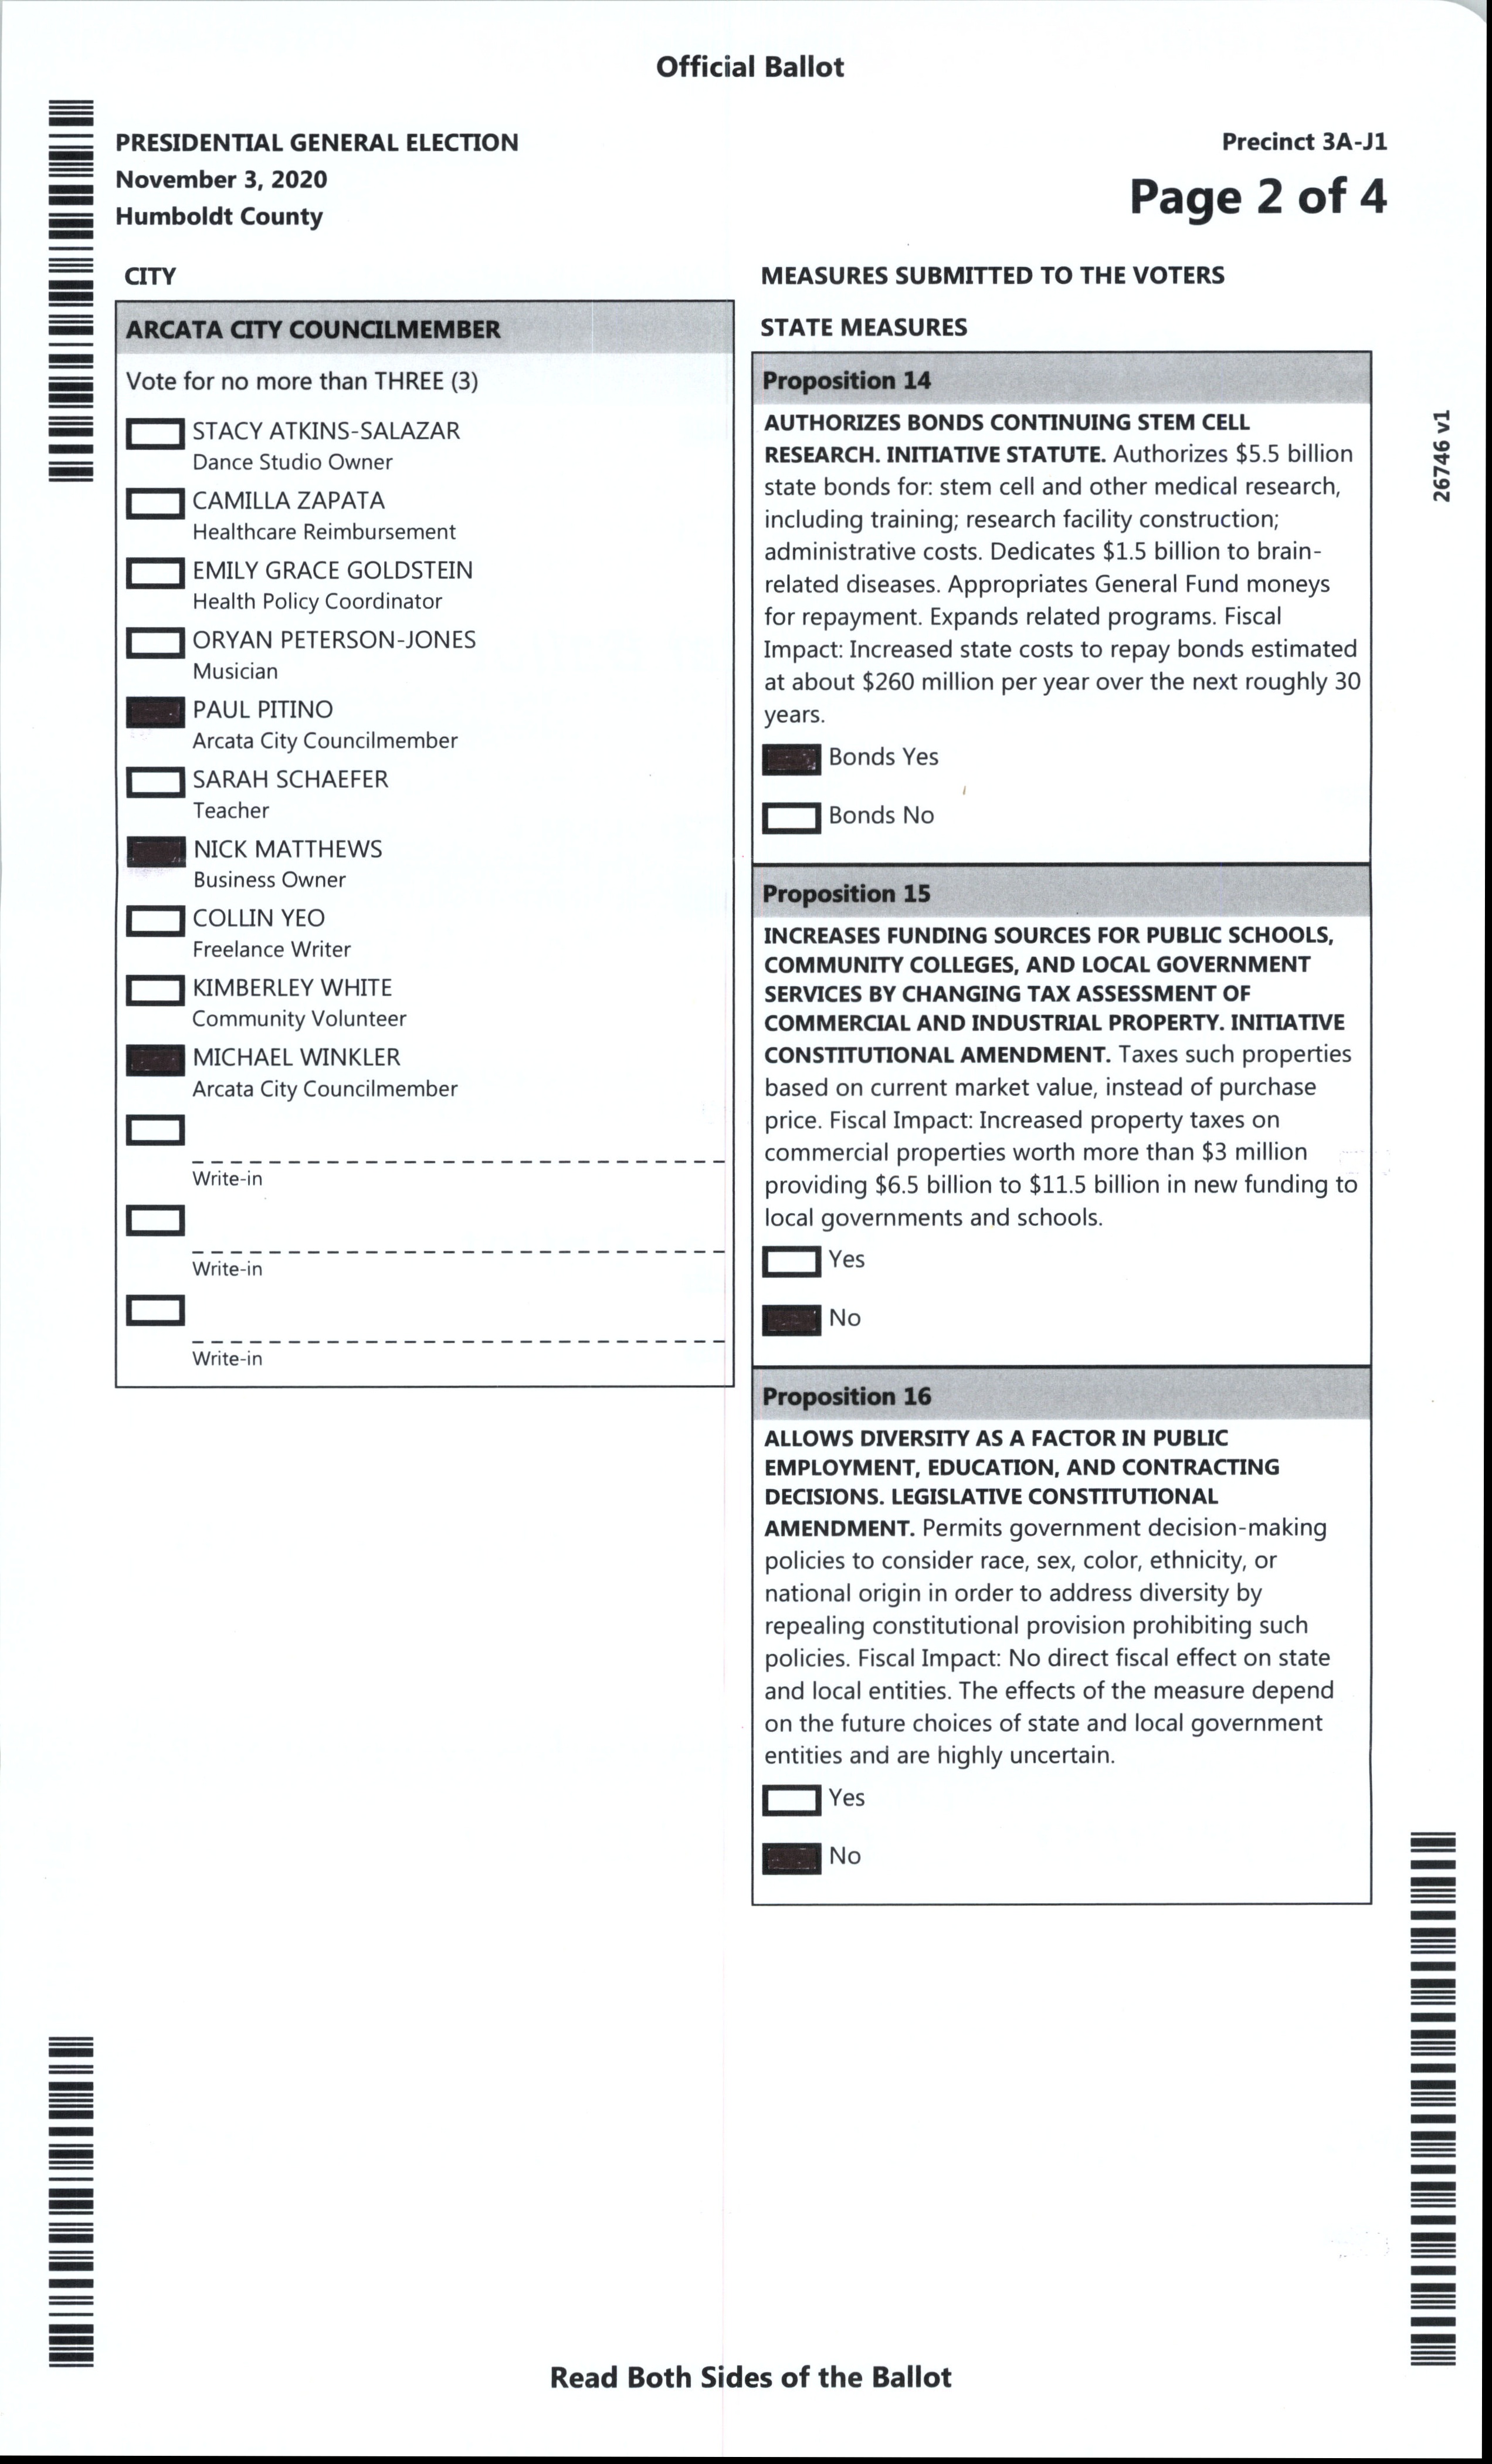 Official Ballot
PRESIDENTIAL GENERAL ELECTION
November 3, 2020
Humboldt County
Precinct 3A-J1
Page 2 of 4
CITY
ARCATA CITY COUNCILMEMBER
Vote for no more than THREE (3)
STACY ATKINS-SALAZAR
Dance Studio Owner
CAMILLA ZAPATA
Healthcare Reimbursement
EMILY GRACE GOLDSTEIN
Health Policy Coordinator
ORYAN PETERSON-JONES
Musician
PAUL PITINO
Arcata City Councilmember
SARAH SCHAEFER
Teacher
NICK MATTHEWS
Business Owner
COLLIN YEO
Freelance Writer
KIMBERLEY WHITE
Community Volunteer
MICHAEL WINKLER
Arcata City Councilmember
Write-in
Write-in
Write-in
MEASURES SUBMITTED TO THE VOTERS
STATE MEASURES
Proposition 14
AUTHORIZES BONDS CONTINUING STEM CELL
RESEARCH. INITIATIVE STATUTE. Authorizes $5.5 billion
state bonds for: stem cell and other medical research,
including training; research facility construction;
administrative costs. Dedicates $1.5 billion to brain-
related diseases. Appropriates General Fund moneys
for repayment. Expands related programs. Fiscal
Impact: Increased state costs to repay bonds estimated
at about $260 million per year over the next roughly 30
years.
Bonds Yes
Bonds No
Proposition 15
INCREASES FUNDING SOURCES FOR PUBLIC SCHOOLS,
COMMUNITY COLLEGES, AND LOCAL GOVERNMENT
SERVICES BY CHANGING TAX ASSESSMENT OF
COMMERCIAL AND INDUSTRIAL PROPERTY. INITIATIVE
CONSTITUTIONAL AMENDMENT. Taxes such properties
based on current market value, instead of purchase
price. Fiscal Impact: Increased property taxes on
commercial properties worth more than $3 million
providing $6.5 billion to $11.5 billion in new funding to
local governments and schools.
Yes
No
Proposition 16
ALLOWS DIVERSITY AS A FACTOR IN PUBLIC
EMPLOYMENT, EDUCATION, AND CONTRACTING
DECISIONS. LEGISLATIVE CONSTITUTIONAL
AMENDMENT. Permits government decision-making
policies to consider race, sex, color, ethnicity, or
national origin in order to address diversity by
repealing constitutional provision prohibiting such
policies. Fiscal Impact: No direct fiscal effect on state
and local entities. The effects of the measure depend
on the future choices of state and local government
entities and are highly uncertain.
Yes
No
26746 v1
Read Both Sides of the Ballot